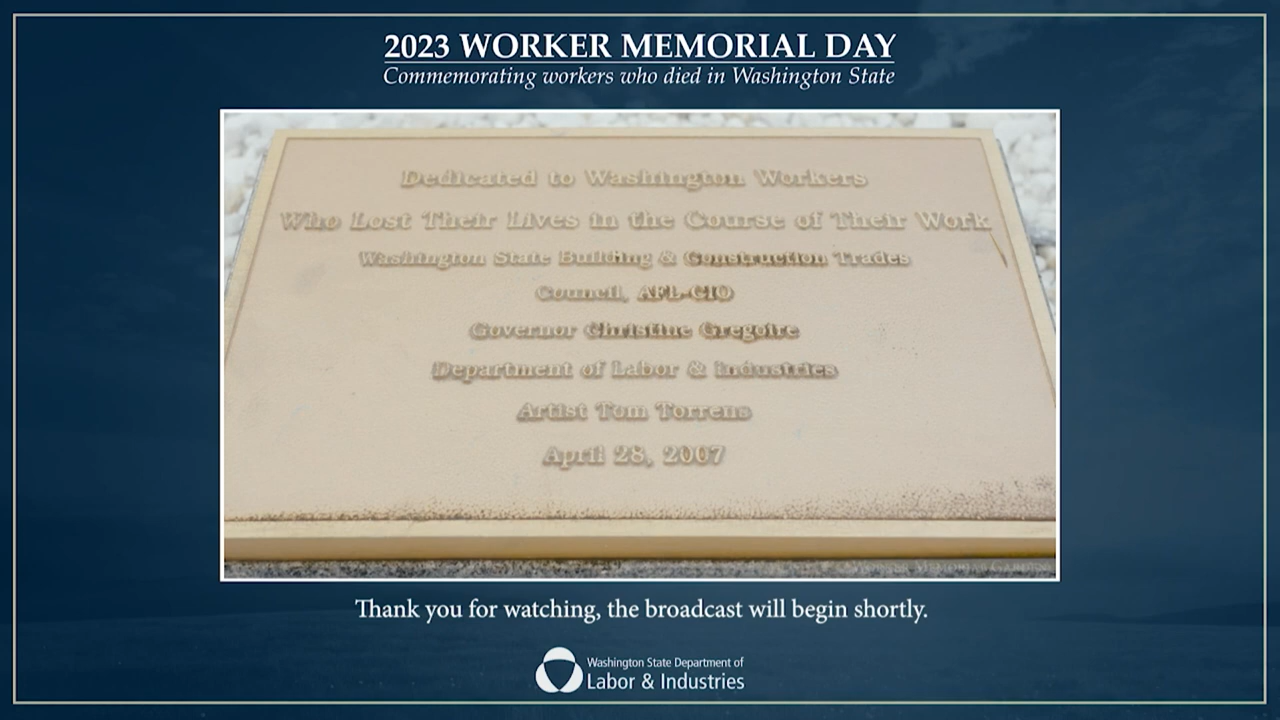 2023 WORKER MEMORIAL DAY
Commemorating workers who died in Washington State
Dedicated to Washington Workers
Who Lost Their Lives in the Course of Their Work
Washington State Building & Construction Trades
Council, AFL-CIO
Governor Christine Gregoire
Department of Labor & Industries
Artist Tom Torrens
April 28, 2007
Thank you for watching, the broadcast will begin shortly.
Washington State Department of
Labor & Industries